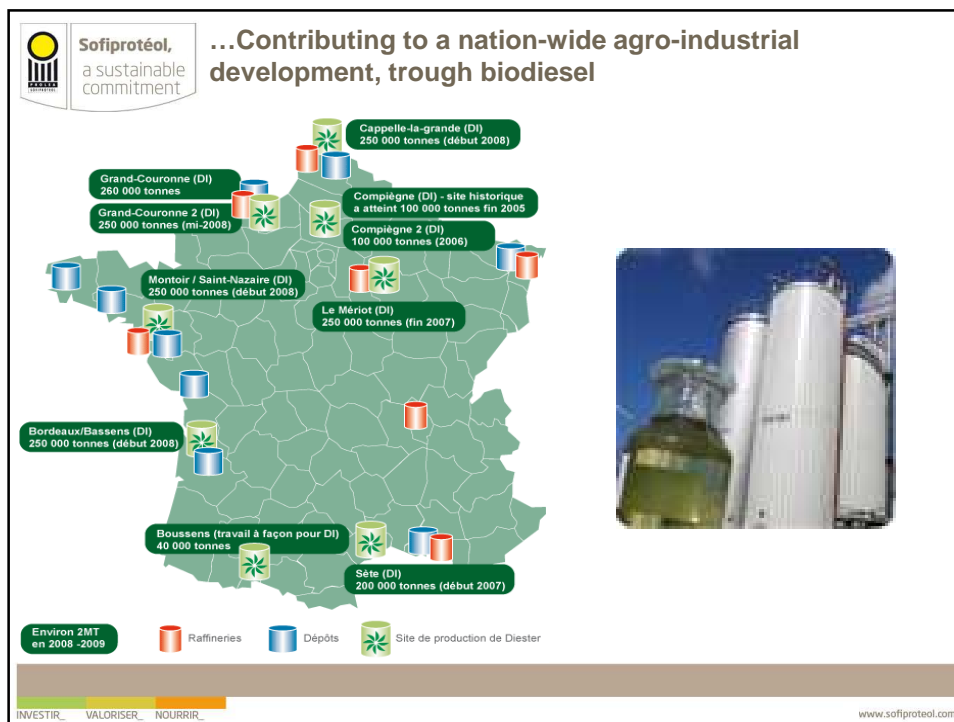 Sofiprotéol,
a sustainable
commitment
PROLEA
SOFIPROTEOL
...Contributing to a nation-wide agro-industrial
development, trough biodiesel
Cappelle-la-grande (DI)
250 000 tonnes (début 2008)
Grand-Couronne (DI)
260 000 tonnes
Grand-Couronne 2 (DI)
250 000 tonnes (mi-2008)
Compiègne (DI) - site historique
a atteint 100 000 tonnes fin 2005
Compiègne 2 (DI)
100 000 tonnes (2006)
Montoir / Saint-Nazaire (DI)
250 000 tonnes (début 2008)
Le Mériot (DI)
250 000 tonnes (fin 2007)
Bordeaux/Bassens (DI)
250 000 tonnes (début 2008)
Boussens (travail à façon pour DI)
40 000 tonnes
Sète (DI)
200 000 tonnes (début 2007)
Environ 2MT
en 2008 -2009
Raffineries
Dépôts
Site de production de Diester
INVESTIR_ VALORISER_ NOURRIR_
www.sofiproteol.com